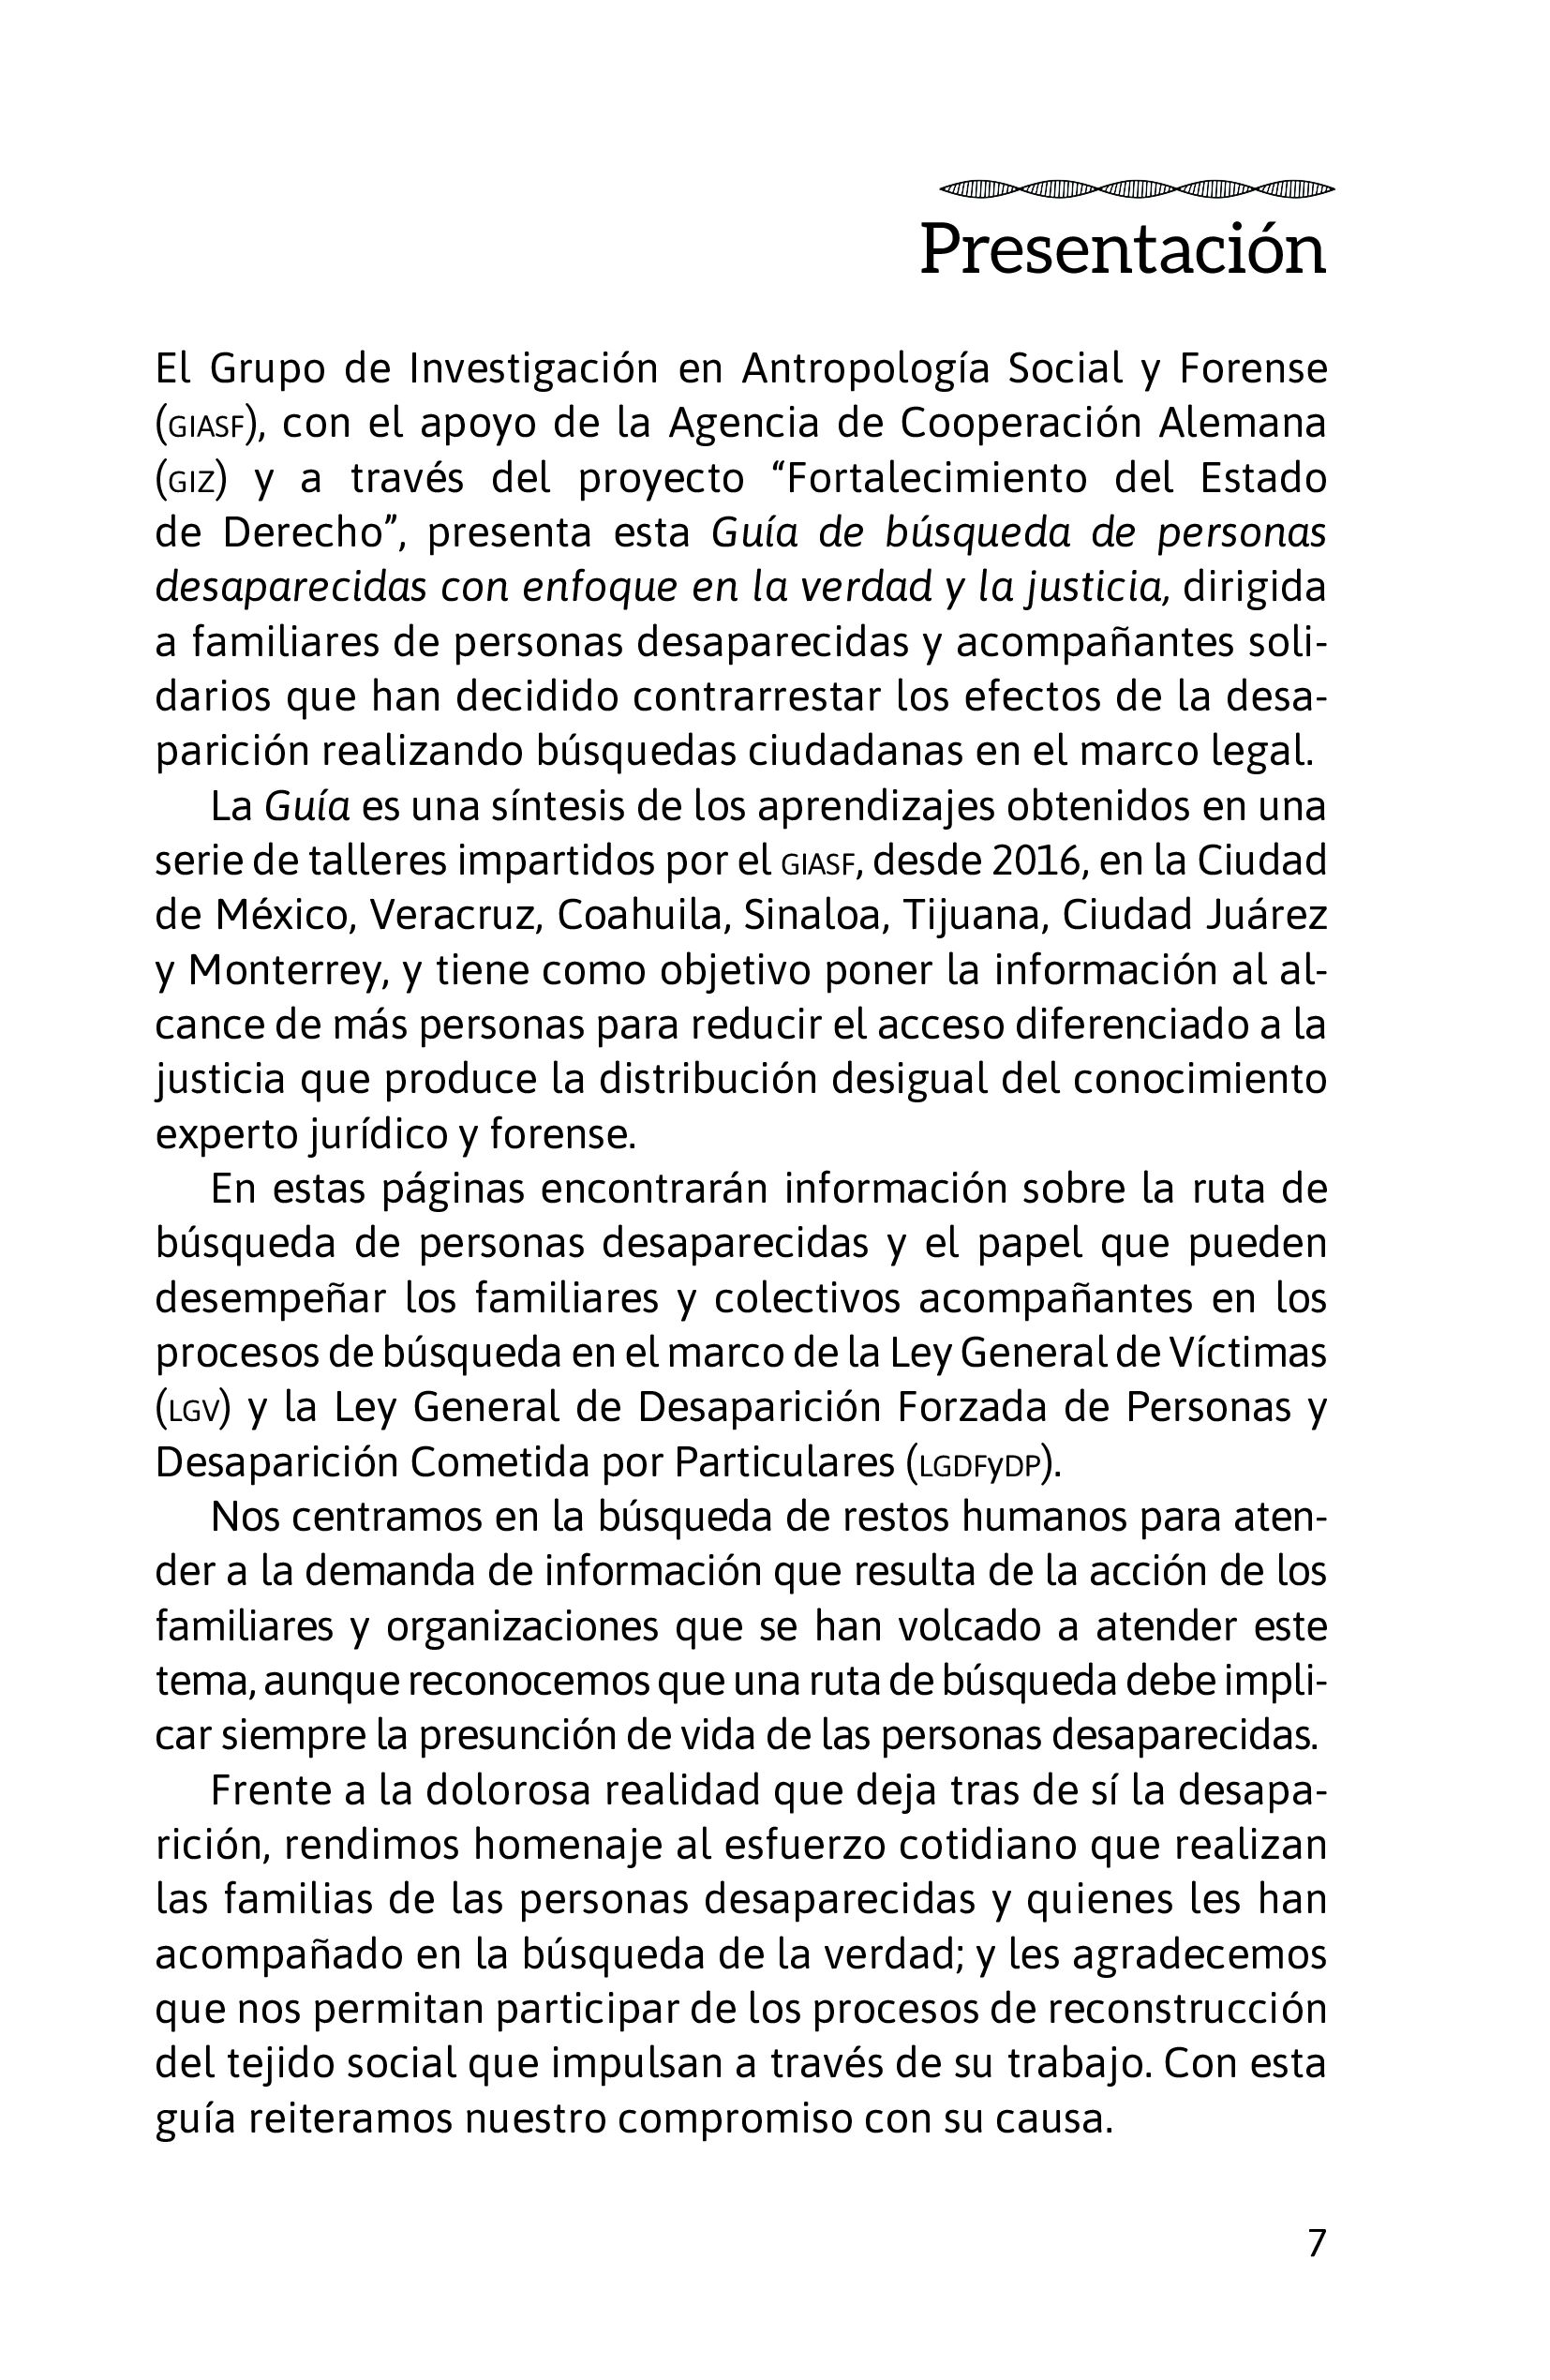 Presentación
El Grupo de Investigación en Antropología Social y Forense
(GIASF), con el apoyo de la Agencia de Cooperación Alemana
(GIZ) y a través del proyecto “Fortalecimiento del Estado
de Derecho”, presenta esta Guía de búsqueda de personas
desaparecidas con enfoque en la verdad y la justicia, dirigida
a familiares de personas desaparecidas y acompañantes soli-
darios que han decidido contrarrestar los efectos de la desa-
parición realizando búsquedas ciudadanas en el marco legal.
La Guía es una síntesis de los aprendizajes obtenidos en una
serie de talleres impartidos por el GIASF, desde 2016, en la Ciudad
de México, Veracruz, Coahuila, Sinaloa, Tijuana, Ciudad Juárez
y Monterrey, y tiene como objetivo poner la información al al-
cance de más personas para reducir el acceso diferenciado a la
justicia que produce la distribución desigual del conocimiento
experto jurídico y forense.
En estas páginas encontrarán información sobre la ruta de
búsqueda de personas desaparecidas y el papel que pueden
desempeñar los familiares y colectivos acompañantes en los
procesos de búsqueda en el marco de la Ley General de Víctimas
(LGV) y la Ley General de Desaparición Forzada de Personas y
Desaparición Cometida por Particulares (LGDFyDP).
Nos centramos en la búsqueda de restos humanos para aten-
der a la demanda de información que resulta de la acción de los
familiares y organizaciones que se han volcado a atender este
tema, aunque reconocemos que una ruta de búsqueda debe impli-
car siempre la presunción de vida de las personas desaparecidas.
Frente a la dolorosa realidad que deja tras de sí la desapa-
rición, rendimos homenaje al esfuerzo cotidiano que realizan
las familias de las personas desaparecidas y quienes les han
acompañado en la búsqueda de la verdad; y les agradecemos
que nos permitan participar de los procesos de reconstrucción
del tejido social que impulsan a través de su trabajo. Con esta
guía reiteramos nuestro compromiso con su causa.
7